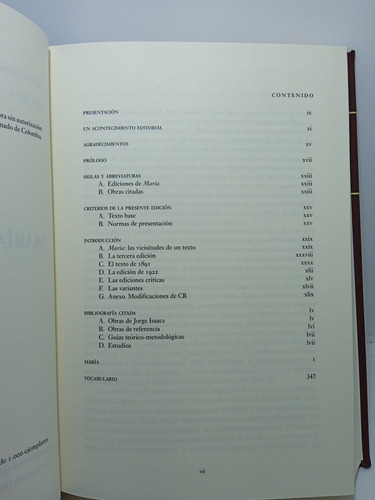 ra sin autorización
nado de Colombia.
de 1.000 ejemplares
CONTENIDO
PRESENTACIÓN ix
UN ACONTECIMIENTO EDITORIAL xi
AGRADECIMIENTOS xv
PRÓLOGO xvii
SIGLAS Y ABREVIATURAS xxiii
A. Ediciones de María xxiii
B. Obras citadas xxiii
CRITERIOS DE LA PRESENTE EDICIÓN xxv
A. Texto base xxv
B. Normas de presentación xxv
INTRODUCCIÓN xxix
A. María: las vicisitudes de un texto xxix
B. La tercera edición xxxviii
C. El texto de 1891 xxxx
D. La edición de 1922 xli
E. Las ediciones críticas xlv
F. Las variantes xlvii
G. Anexo. Modificaciones de CR xlix
BIBLIOGRAFÍA CITADA lv
A. Obras de Jorge Isaacs lv
B. Obras de referencia lvi
C. Guías teórico-metodológicas lvii
D. Estudios lvii
MARÍA 1
VOCABULARIO 347
vii